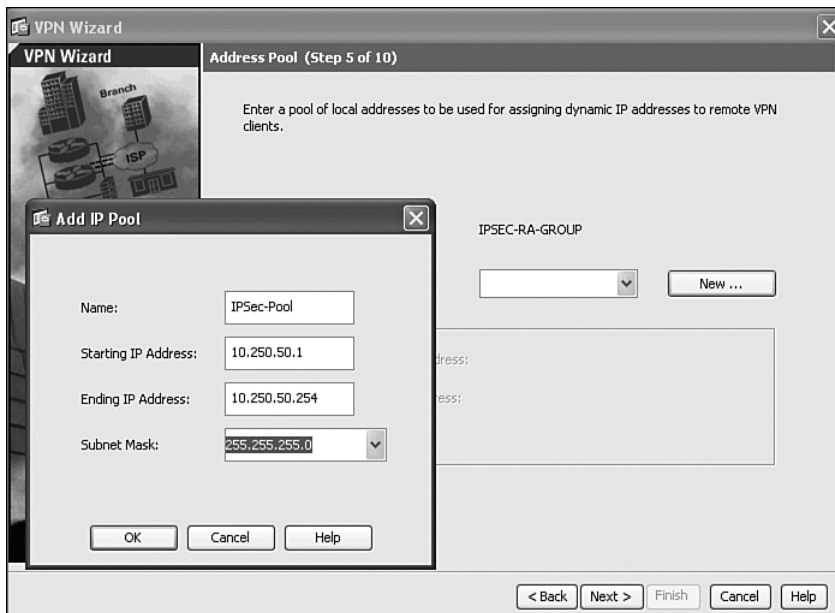 VPN Wizard
VPN Wizard
Address Pool (Step 5 of 10)
Branch
ISP
Enter a pool of local addresses to be used for assigning dynamic IP addresses to remote VPN
clients.
IPSEC-RA-GROUP
New ...
Add IP Pool
Name:
IPSec-Pool
Starting IP Address:
10.250.50.1
Ending IP Address:
10.250.50.254
Subnet Mask:
255.255.255.0
OK
Cancel
Help
< Back
Next >
Finish
Cancel
Help